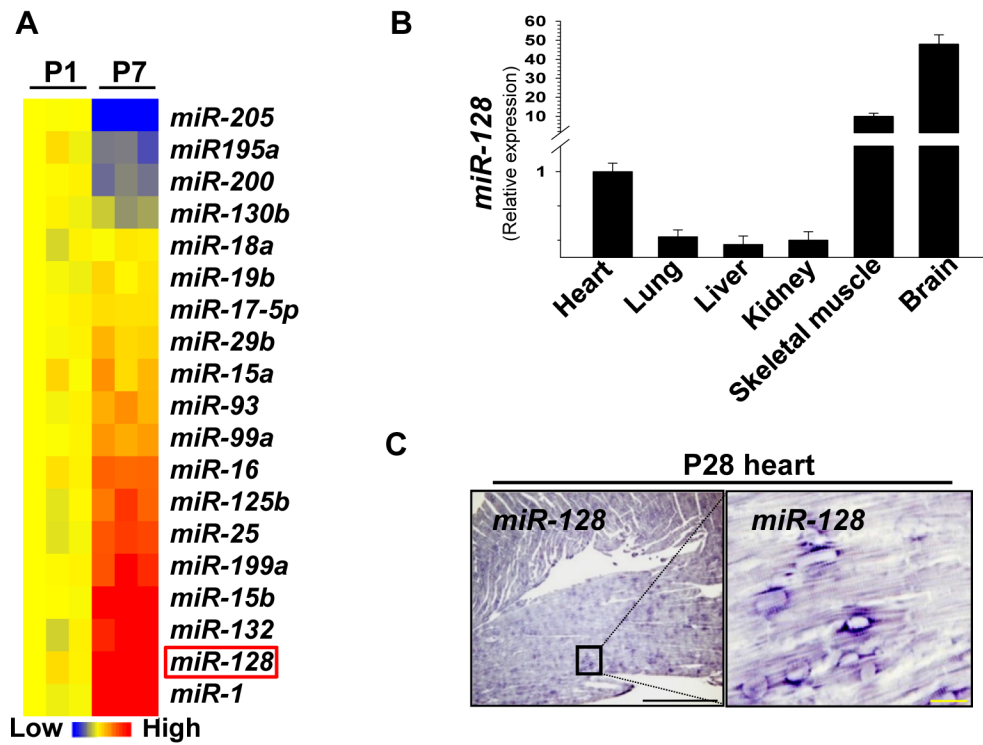 A
P1 P7
miR-205
miR195a
miR-200
miR-130b
miR-18a
miR-19b
miR-17-5p
miR-29b
miR-15a
miR-93
miR-99a
miR-16
miR-125b
miR-25
miR-199a
miR-15b
miR-132
miR-128
miR-1
Low High
B
miR-128
(Relative expression)
60
50
40
30
20
10
1
Heart
Lung
Liver
Kidney
Skeletal muscle
Brain
C
P28 heart
miR-128 miR-128